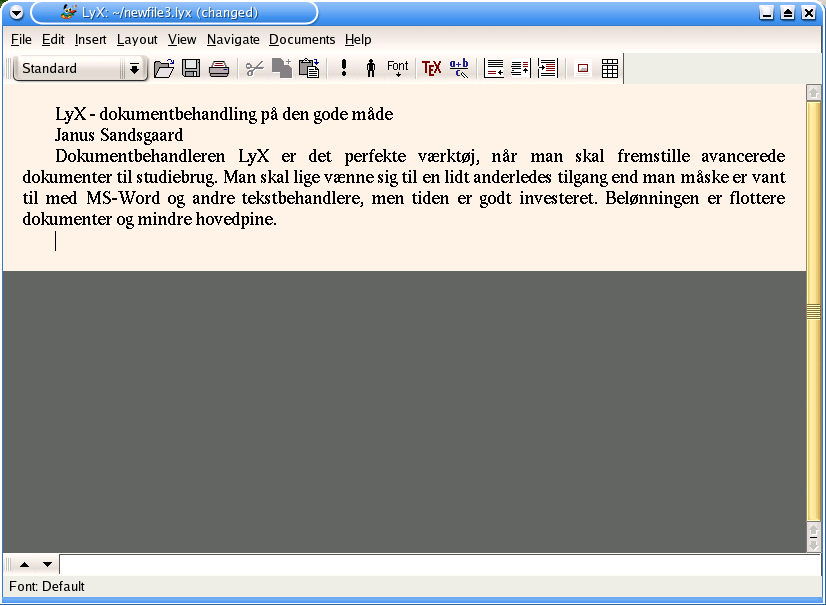 LyX: ~/newfile3.lyx (changed)
File Edit Insert Layout View Navigate Documents Help
Standard Font TEX a+b c
LyX - dokumentbehandling på den gode måde
Janus Sandsgaard
Dokumentbehandleren LyX er det perfekte værktøj, når man skal fremstille avancerede
dokumenter til studiebrug. Man skal lige vænne sig til en lidt anderledes tilgang end man måske er vant
til med MS-Word og andre tekstbehandlere, men tiden er godt investeret. Belønningen er flottere
dokumenter og mindre hovedpine.
Font: Default